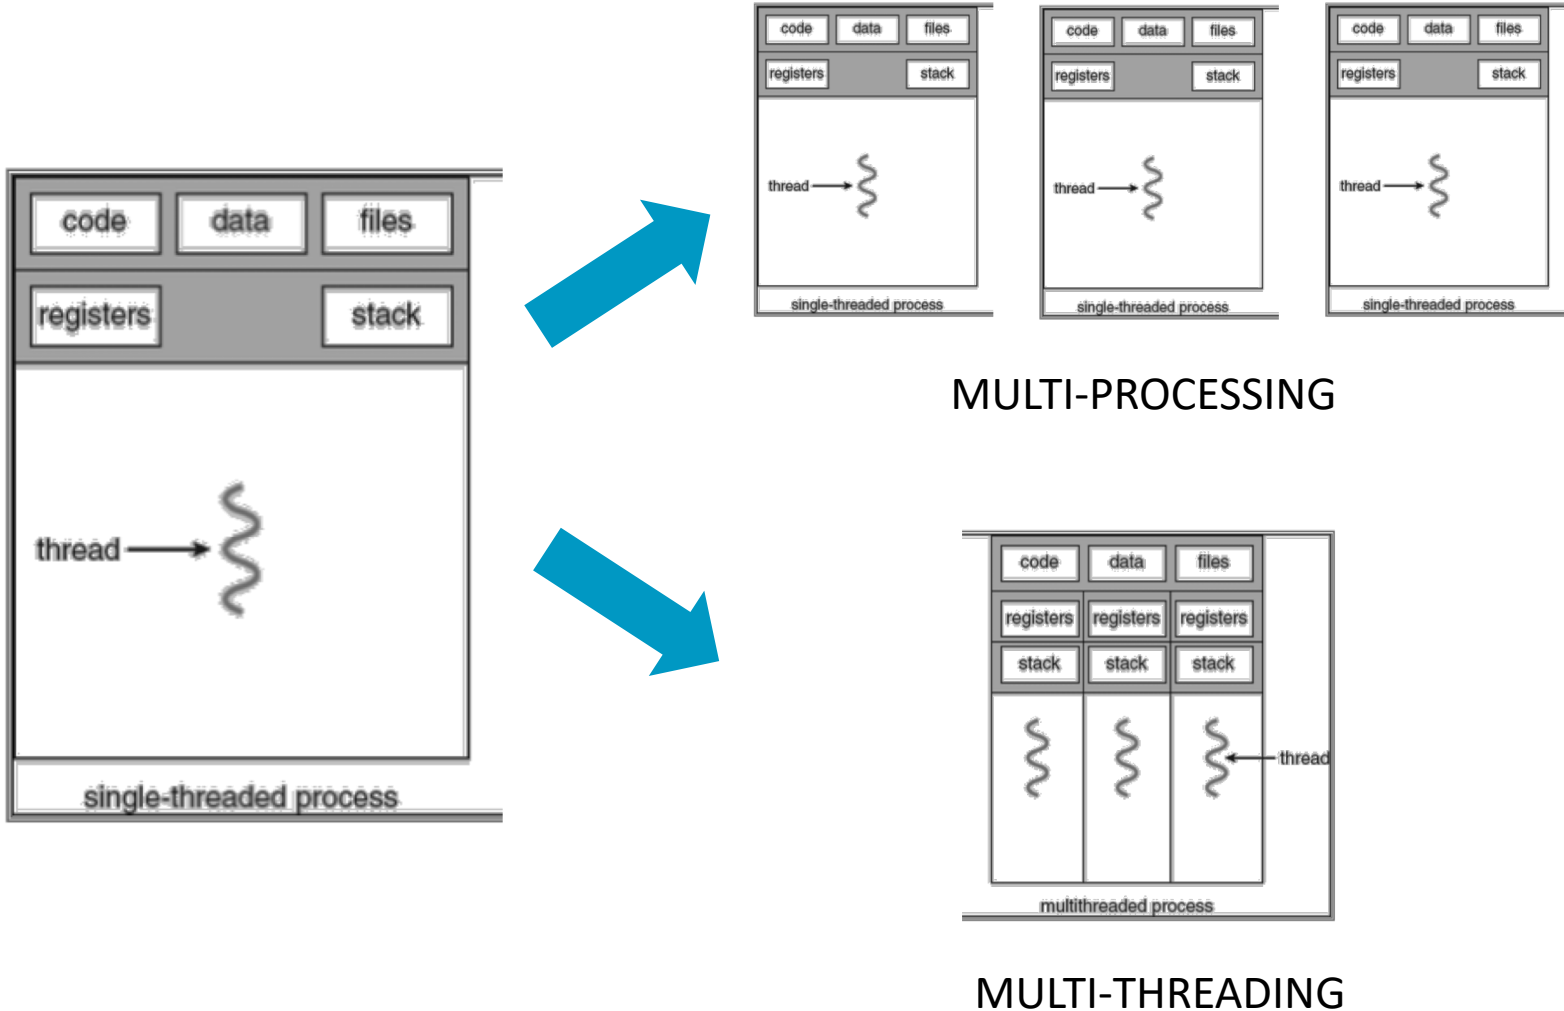 code data files
registers stack
thread
single-threaded process
code data files
registers stack
thread
single-threaded process
code data files
registers stack
thread
single-threaded process
code data files
registers stack
thread
single-threaded process
MULTI-PROCESSING
code data files
registers registers registers
stack stack stack
thread
multithreaded process
MULTI-THREADING